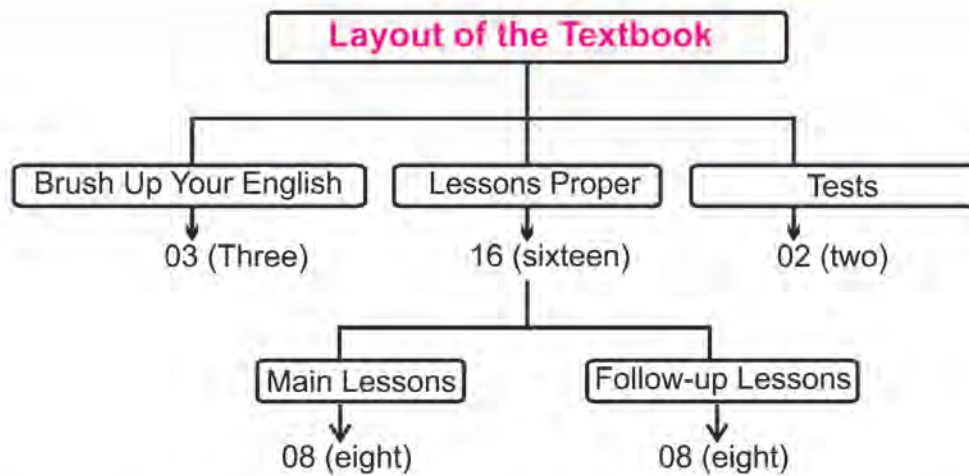 Layout of the Textbook
Brush Up Your English
Lessons Proper
Tests
03 (Three)
16 (sixteen)
02 (two)
Main Lessons
Follow-up Lessons
08 (eight)
08 (eight)